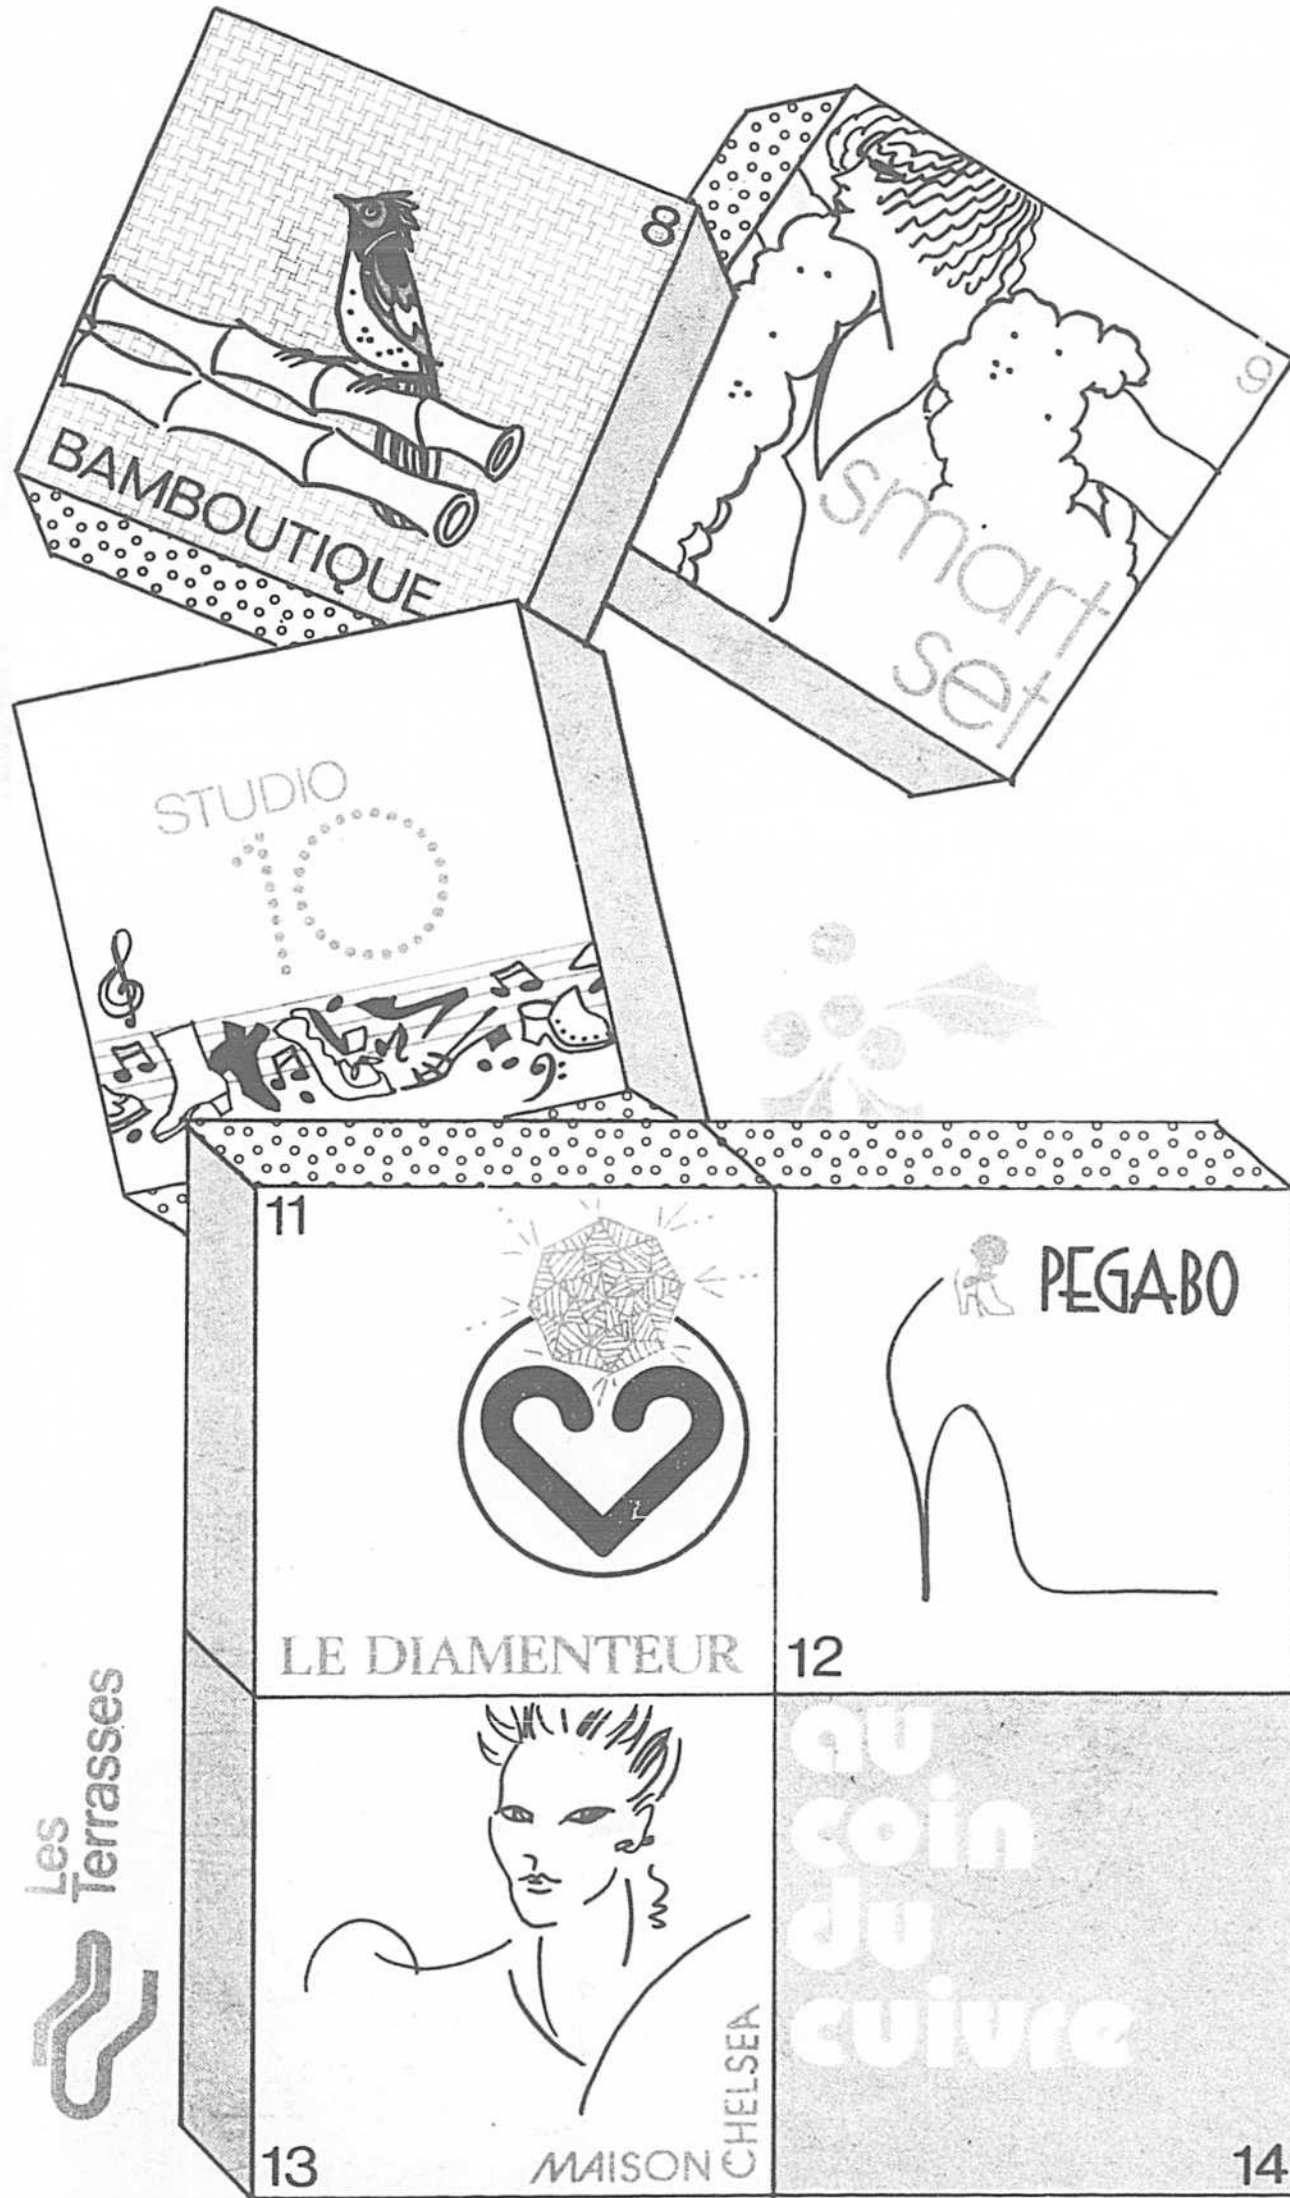 8
BAMBOUTIQUE
9
smart
set
STUDIO
10
11
LE DIAMENTEUR
PEGABO
12
Les
Terrasses
13
MAISON CHELSEA
au
coin
du
cuivre
14